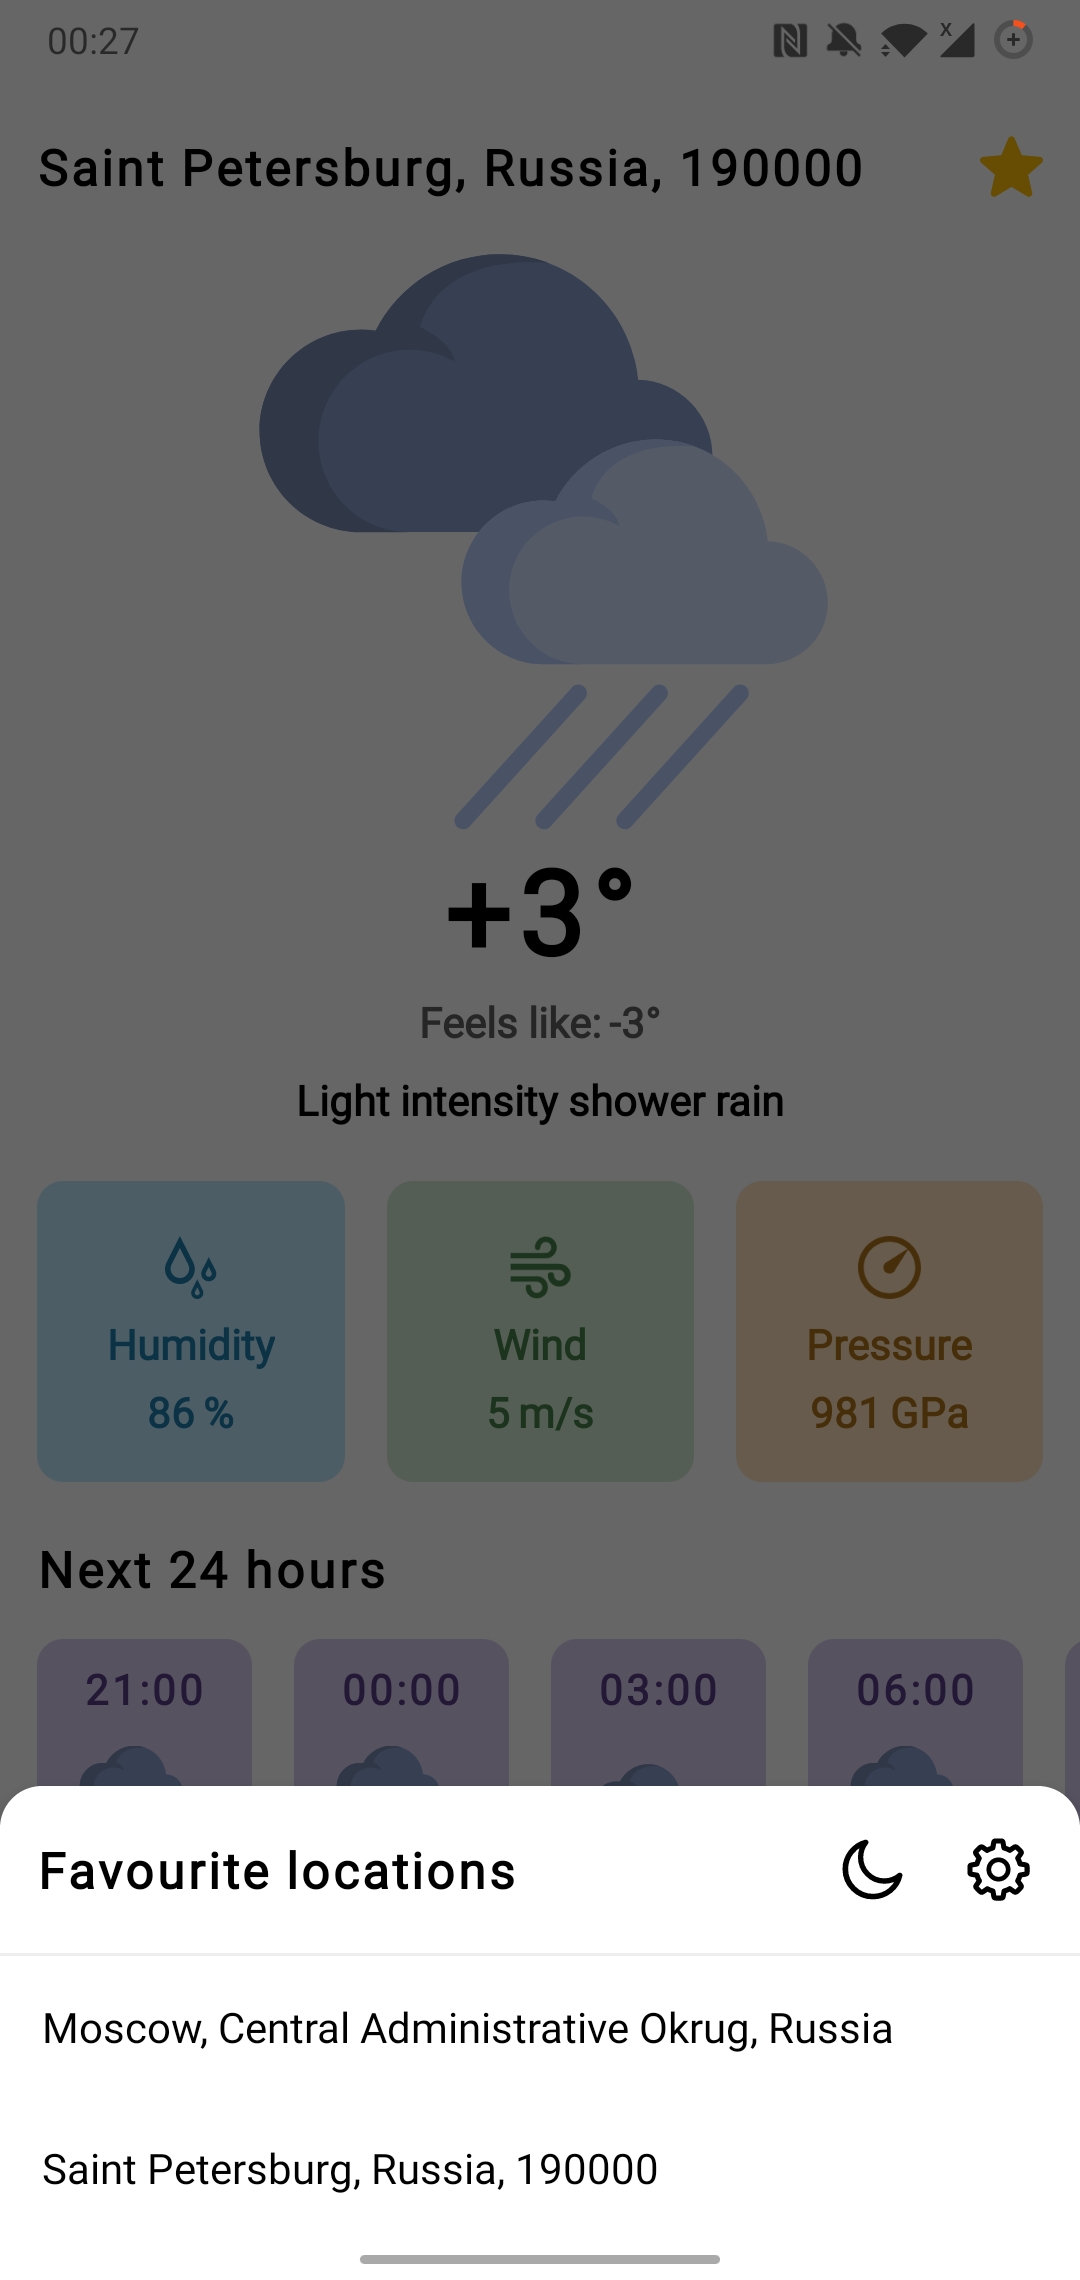 00:27
Saint Petersburg, Russia, 190000
+3°
Feels like: -3°
Light intensity shower rain
Humidity
86 %
Wind
5 m/s
Pressure
981 GPa
Next 24 hours
21:00
00:00
03:00
06:00
Favourite locations
Moscow, Central Administrative Okrug, Russia
Saint Petersburg, Russia, 190000